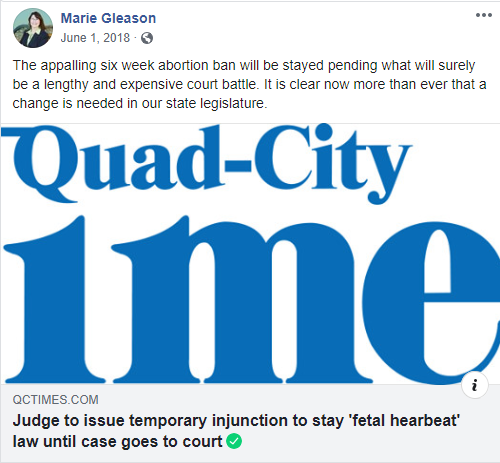 Marie Gleason
June 1, 2018 ·
The appalling six week abortion ban will be stayed pending what will surely
be a lengthy and expensive court battle. It is clear now more than ever that a
change is needed in our state legislature.
Quad-City
ime
QCTIMES.COM
Judge to issue temporary injunction to stay 'fetal hearbeat'
law until case goes to court